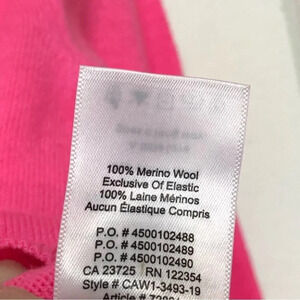 100% Merino Wool
Exclusive Of Elastic
100% Laine Mérinos
Aucun Élastique Compris
P.O. # 4500102488
P.O. # 4500102489
P.O. # 4500102490
CA 23725 RN 122354
Style # CAW1-3493-19
Article #